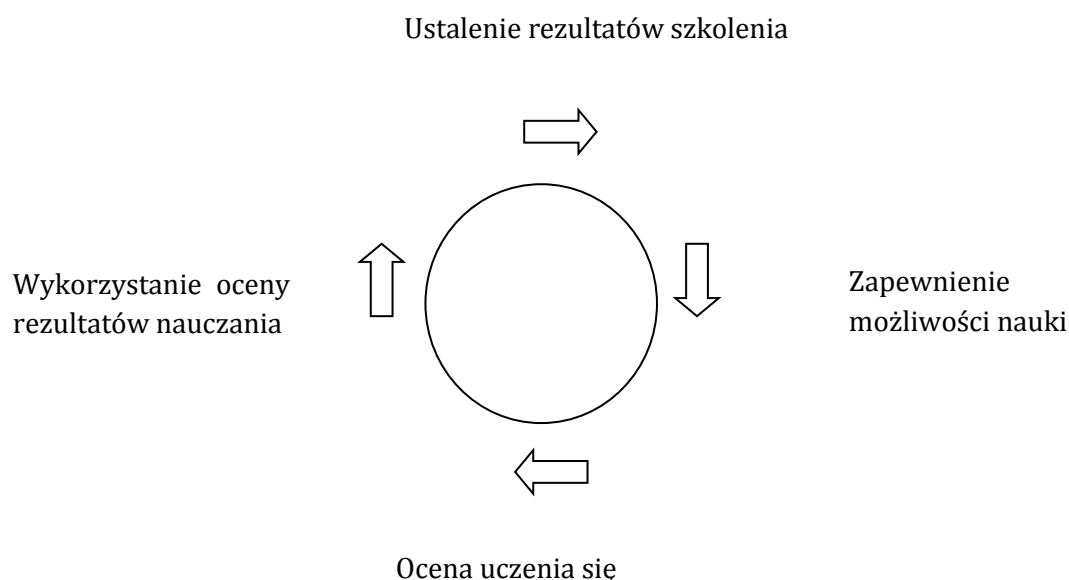 Ustalenie rezultatów szkolenia
Wykorzystanie oceny
rezultatów nauczania
Zapewnienie
możliwości nauki
Ocena uczenia się